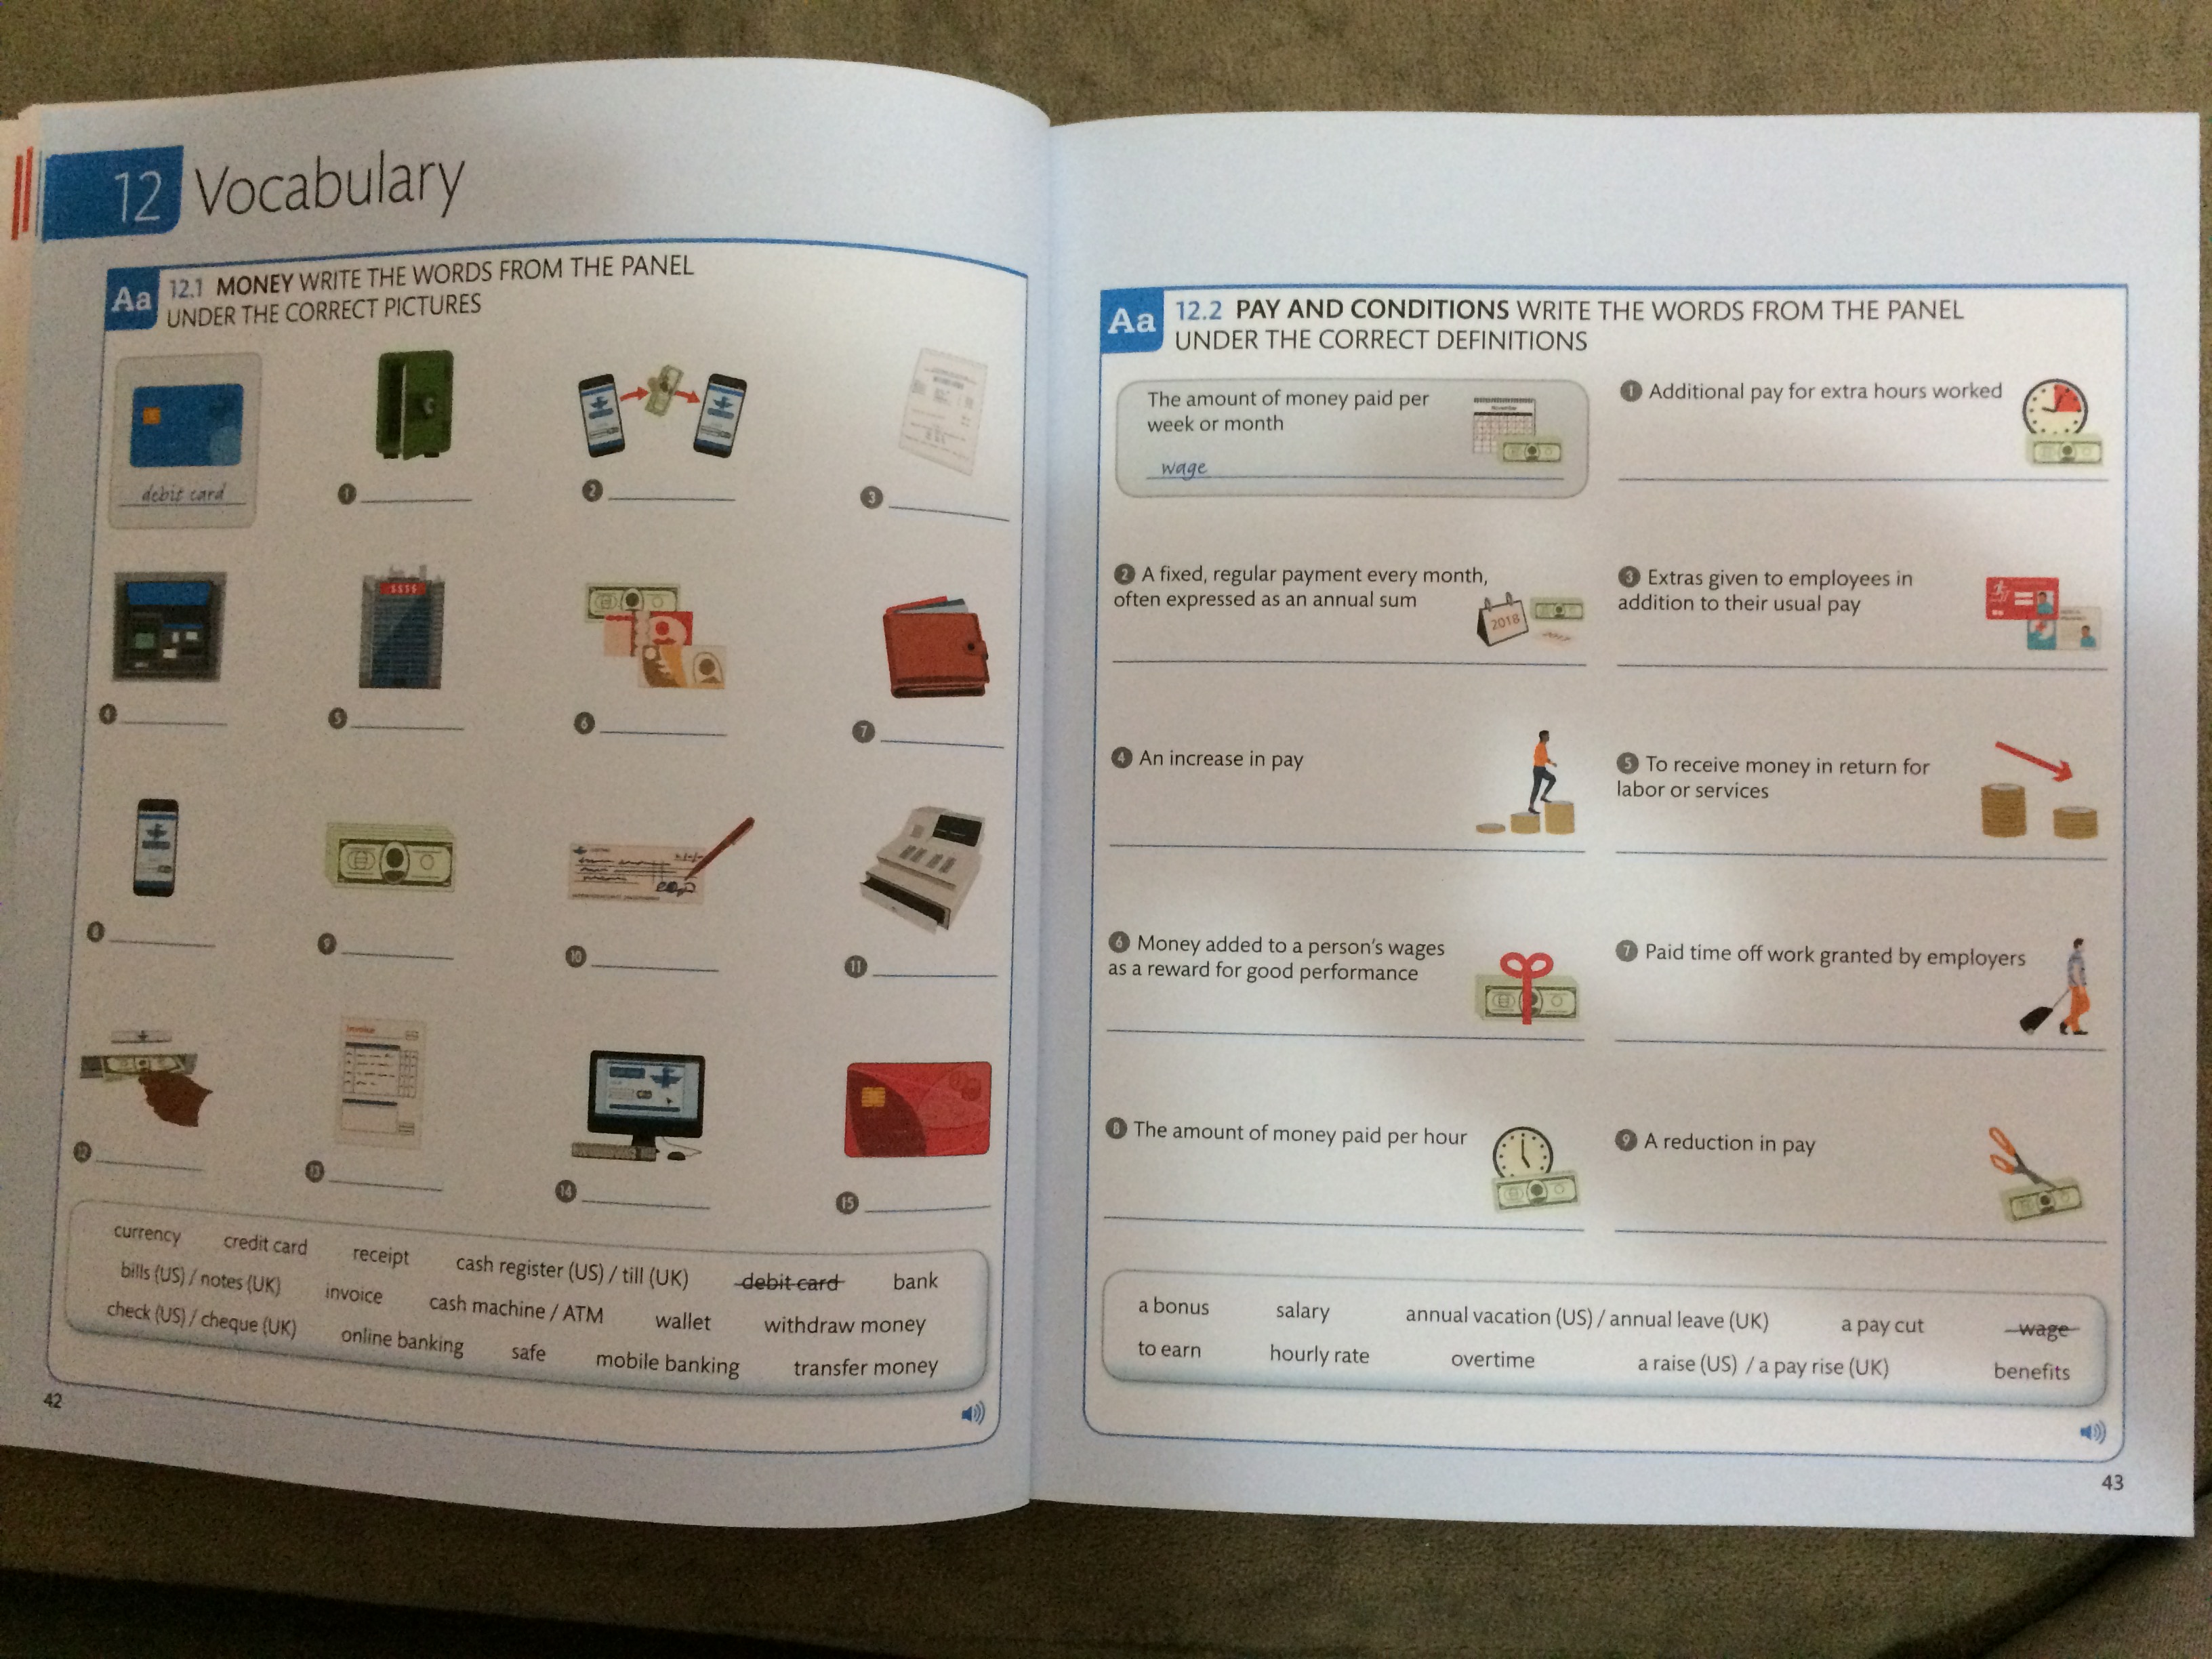 12 Vocabulary
Aa 12.1 MONEY WRITE THE WORDS FROM THE PANEL
UNDER THE CORRECT PICTURES
debit card
1
2
3
$$$$
4
5
6
7
8
9
10
11
Invoice
12
13
14
15
currency credit card receipt cash register (US) / till (UK) debit card bank
bills (US) / notes (UK) invoice cash machine / ATM wallet withdraw money
check (US) / cheque (UK) online banking safe mobile banking transfer money
42
Aa 12.2 PAY AND CONDITIONS WRITE THE WORDS FROM THE PANEL
UNDER THE CORRECT DEFINITIONS
The amount of money paid per
week or month
November
wage
1 Additional pay for extra hours worked
2 A fixed, regular payment every month,
often expressed as an annual sum
2018
2017
3 Extras given to employees in
addition to their usual pay
4 An increase in pay
5 To receive money in return for
labor or services
6 Money added to a person's wages
as a reward for good performance
7 Paid time off work granted by employers
8 The amount of money paid per hour
9 A reduction in pay
a bonus salary annual vacation (US) / annual leave (UK) a pay cut wage
to earn hourly rate overtime a raise (US) / a pay rise (UK) benefits
43